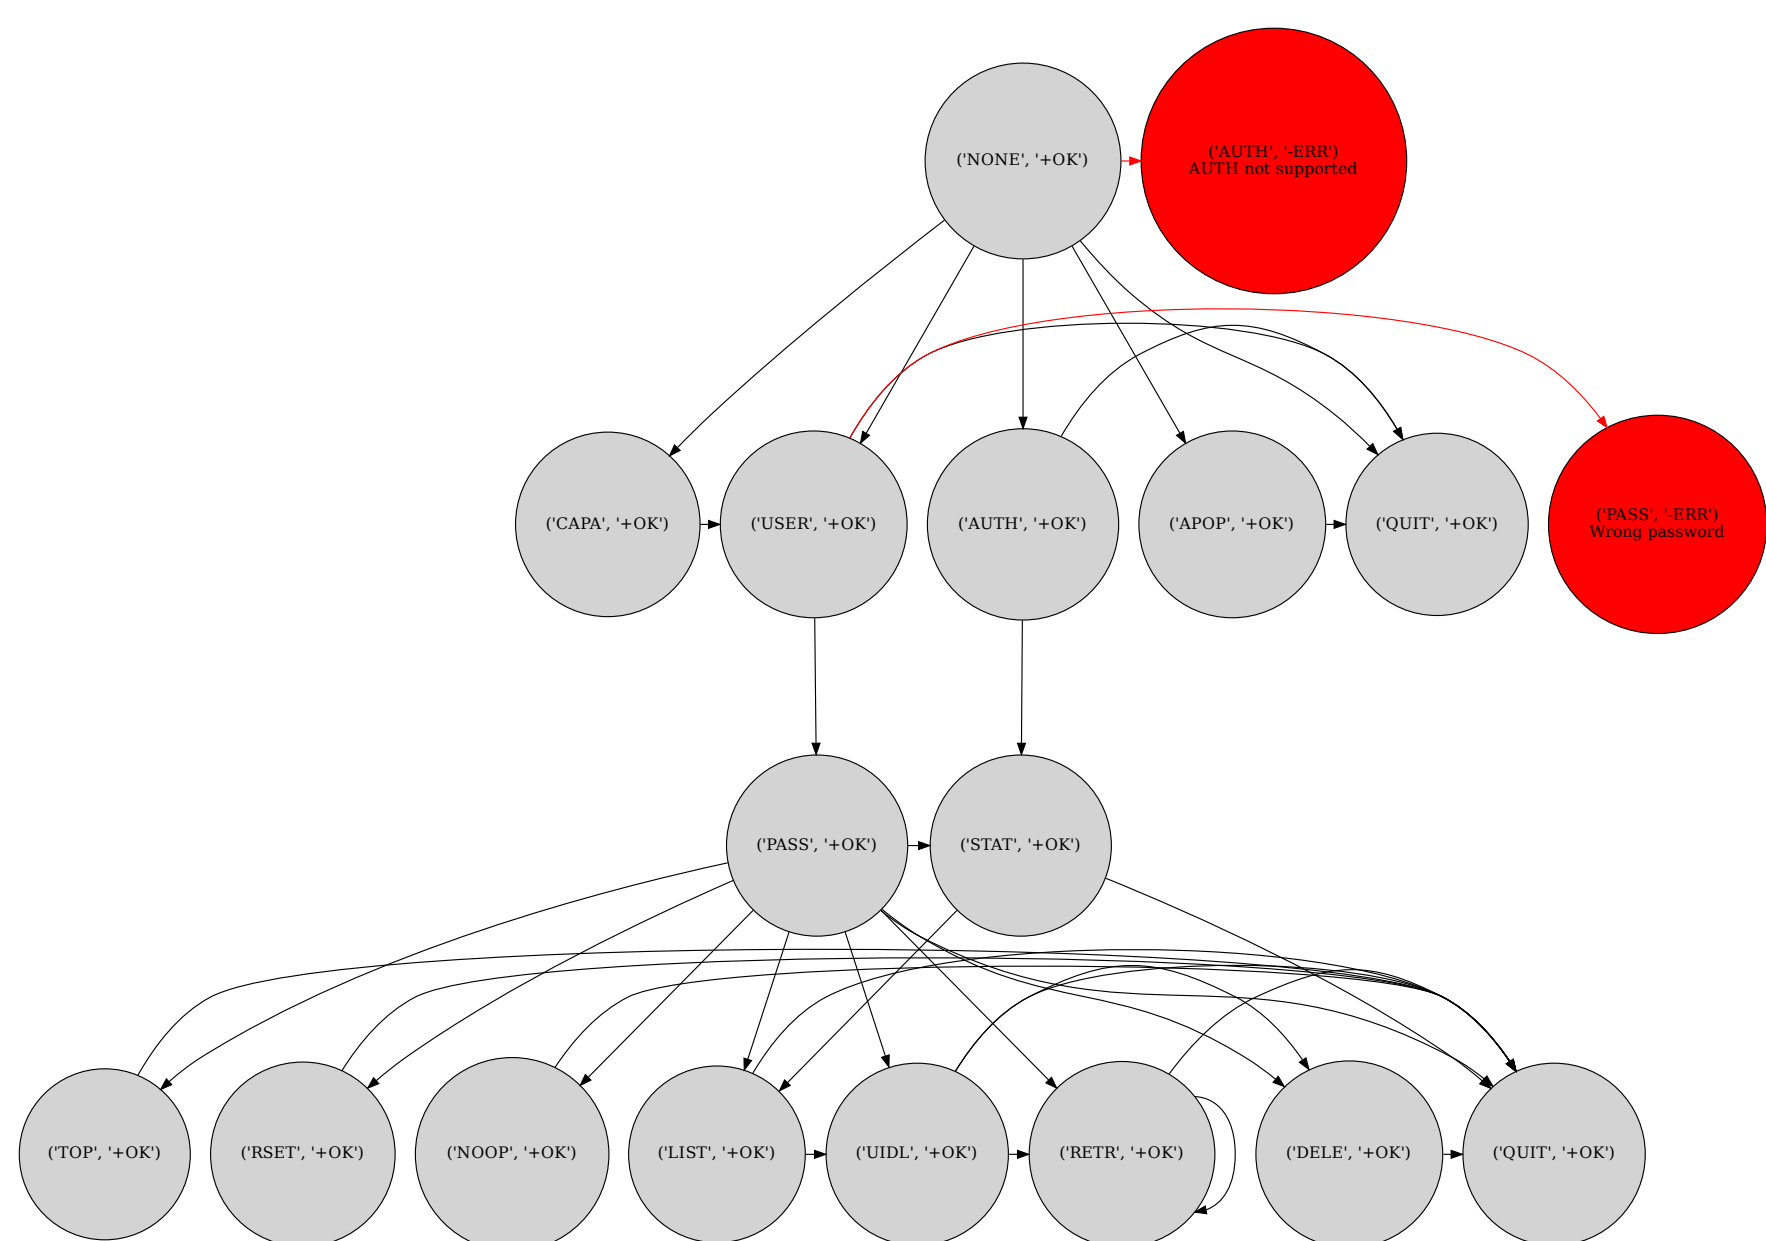 ('NONE', '+OK')
('AUTH', '-ERR')
AUTH not supported
('CAPA', '+OK')
('USER', '+OK')
('AUTH', '+OK')
('APOP', '+OK')
('QUIT', '+OK')
('PASS', '-ERR')
Wrong password
('PASS', '+OK')
('STAT', '+OK')
('TOP', '+OK')
('RSET', '+OK')
('NOOP', '+OK')
('LIST', '+OK')
('UIDL', '+OK')
('RETR', '+OK')
('DELE', '+OK')
('QUIT', '+OK')